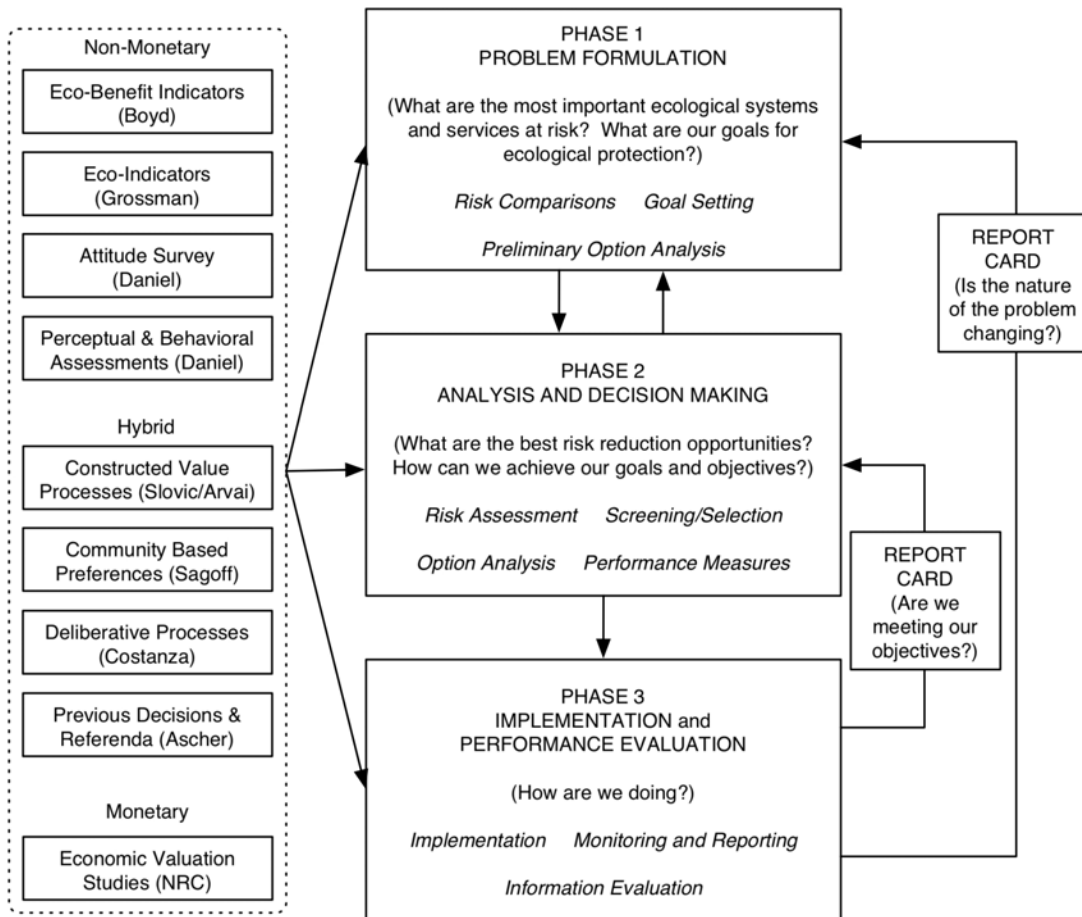 Non-Monetary
Eco-Benefit Indicators
(Boyd)
Eco-Indicators
(Grossman)
Attitude Survey
(Daniel)
Perceptual & Behavioral
Assessments (Daniel)
Hybrid
Constructed Value
Processes (Slovic/Arvai)
Community Based
Preferences (Sagoff)
Deliberative Processes
(Costanza)
Previous Decisions &
Referenda (Ascher)
Monetary
Economic Valuation
Studies (NRC)
PHASE 1
PROBLEM FORMULATION
(What are the most important ecological systems
and services at risk?  What are our goals for
ecological protection?)
Risk Comparisons    Goal Setting
Preliminary Option Analysis
PHASE 2
ANALYSIS AND DECISION MAKING
(What are the best risk reduction opportunities?
How can we achieve our goals and objectives?)
Risk Assessment    Screening/Selection
Option Analysis    Performance Measures
PHASE 3
IMPLEMENTATION and
PERFORMANCE EVALUATION
(How are we doing?)
Implementation    Monitoring and Reporting
Information Evaluation
REPORT
CARD
(Is the nature
of the problem
changing?)
REPORT
CARD
(Are we
meeting our
objectives?)